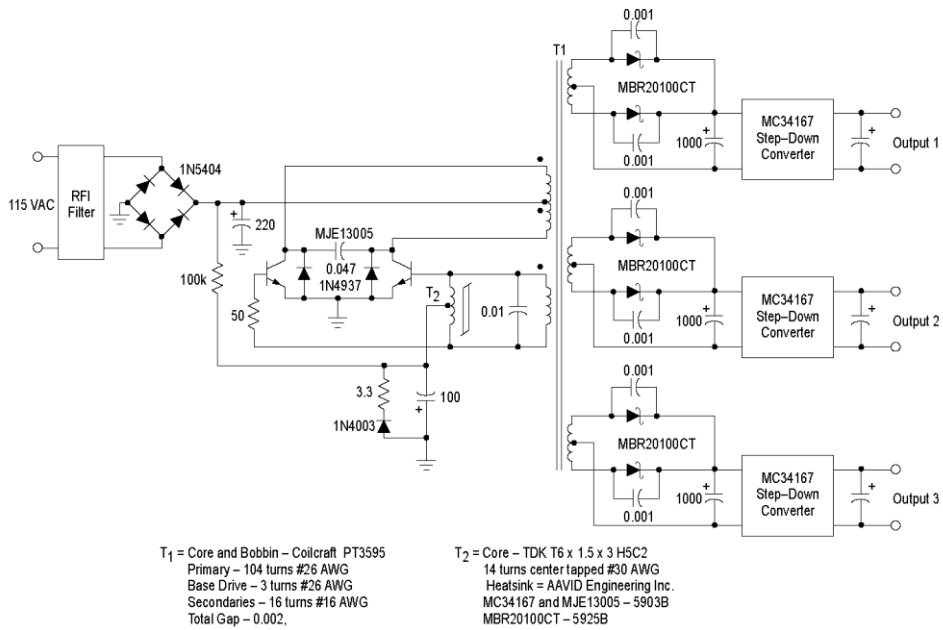 0.001
T1
MBR20100CT
0.001
1000
+
MC34167
Step–Down
Converter
+
Output 1
115 VAC
RFI
Filter
1N5404
+
220
100k
MJE13005
0.047
1N4937
50
T2
0.01
0.001
MBR20100CT
0.001
1000
+
MC34167
Step–Down
Converter
+
Output 2
3.3
1N4003
100
+
0.001
MBR20100CT
0.001
1000
+
MC34167
Step–Down
Converter
+
Output 3
T1 = Core and Bobbin – Coilcraft PT3595
Primary – 104 turns #26 AWG
Base Drive – 3 turns #26 AWG
Secondaries – 16 turns #16 AWG
Total Gap – 0.002,
T2 = Core – TDK T6 x 1.5 x 3 H5C2
14 turns center tapped #30 AWG
Heatsink = AAVID Engineering Inc.
MC34167 and MJE13005 – 5903B
MBR20100CT – 5925B